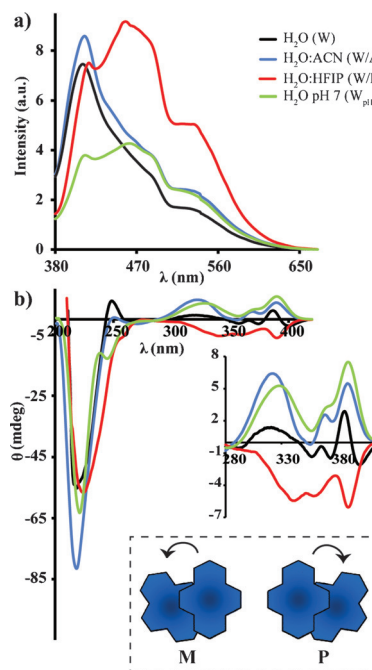 a)
H₂O (W)
H₂O:ACN (W/
H₂O:HFIP (W/
H₂O pH 7 (W_pH
Intensity (a.u.)
8
6
4
2
0
380 470 560 650
λ (nm)
b)
200 250 300 350 400
λ (nm)
-5
-25
-45
-65
-85
θ (mdeg)
8
5
2
-1
-4
-7
280 330 380
M P